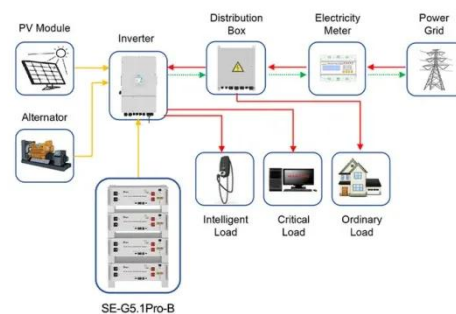 PV Module
Inverter
Distribution
Box
Electricity
Meter
Power
Grid
Alternator
Intelligent
Load
Critical
Load
Ordinary
Load
SE-G5.1Pro-B